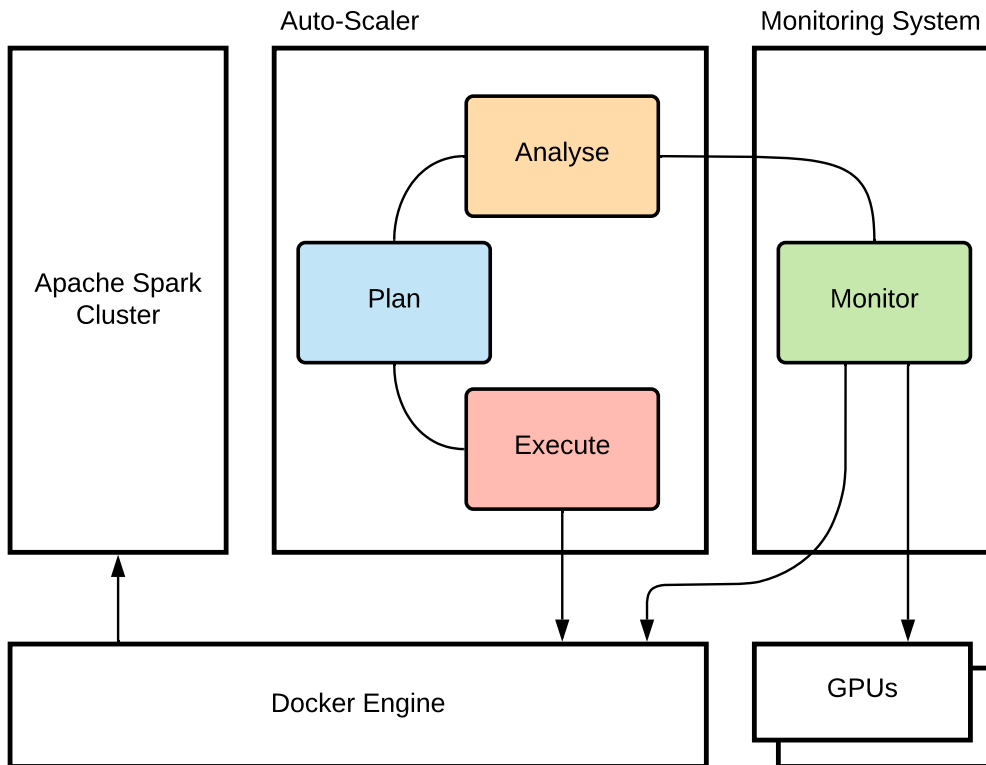 Auto-Scaler
Monitoring System
Analyse
Apache Spark
Cluster
Plan
Monitor
Execute
Docker Engine
GPUs